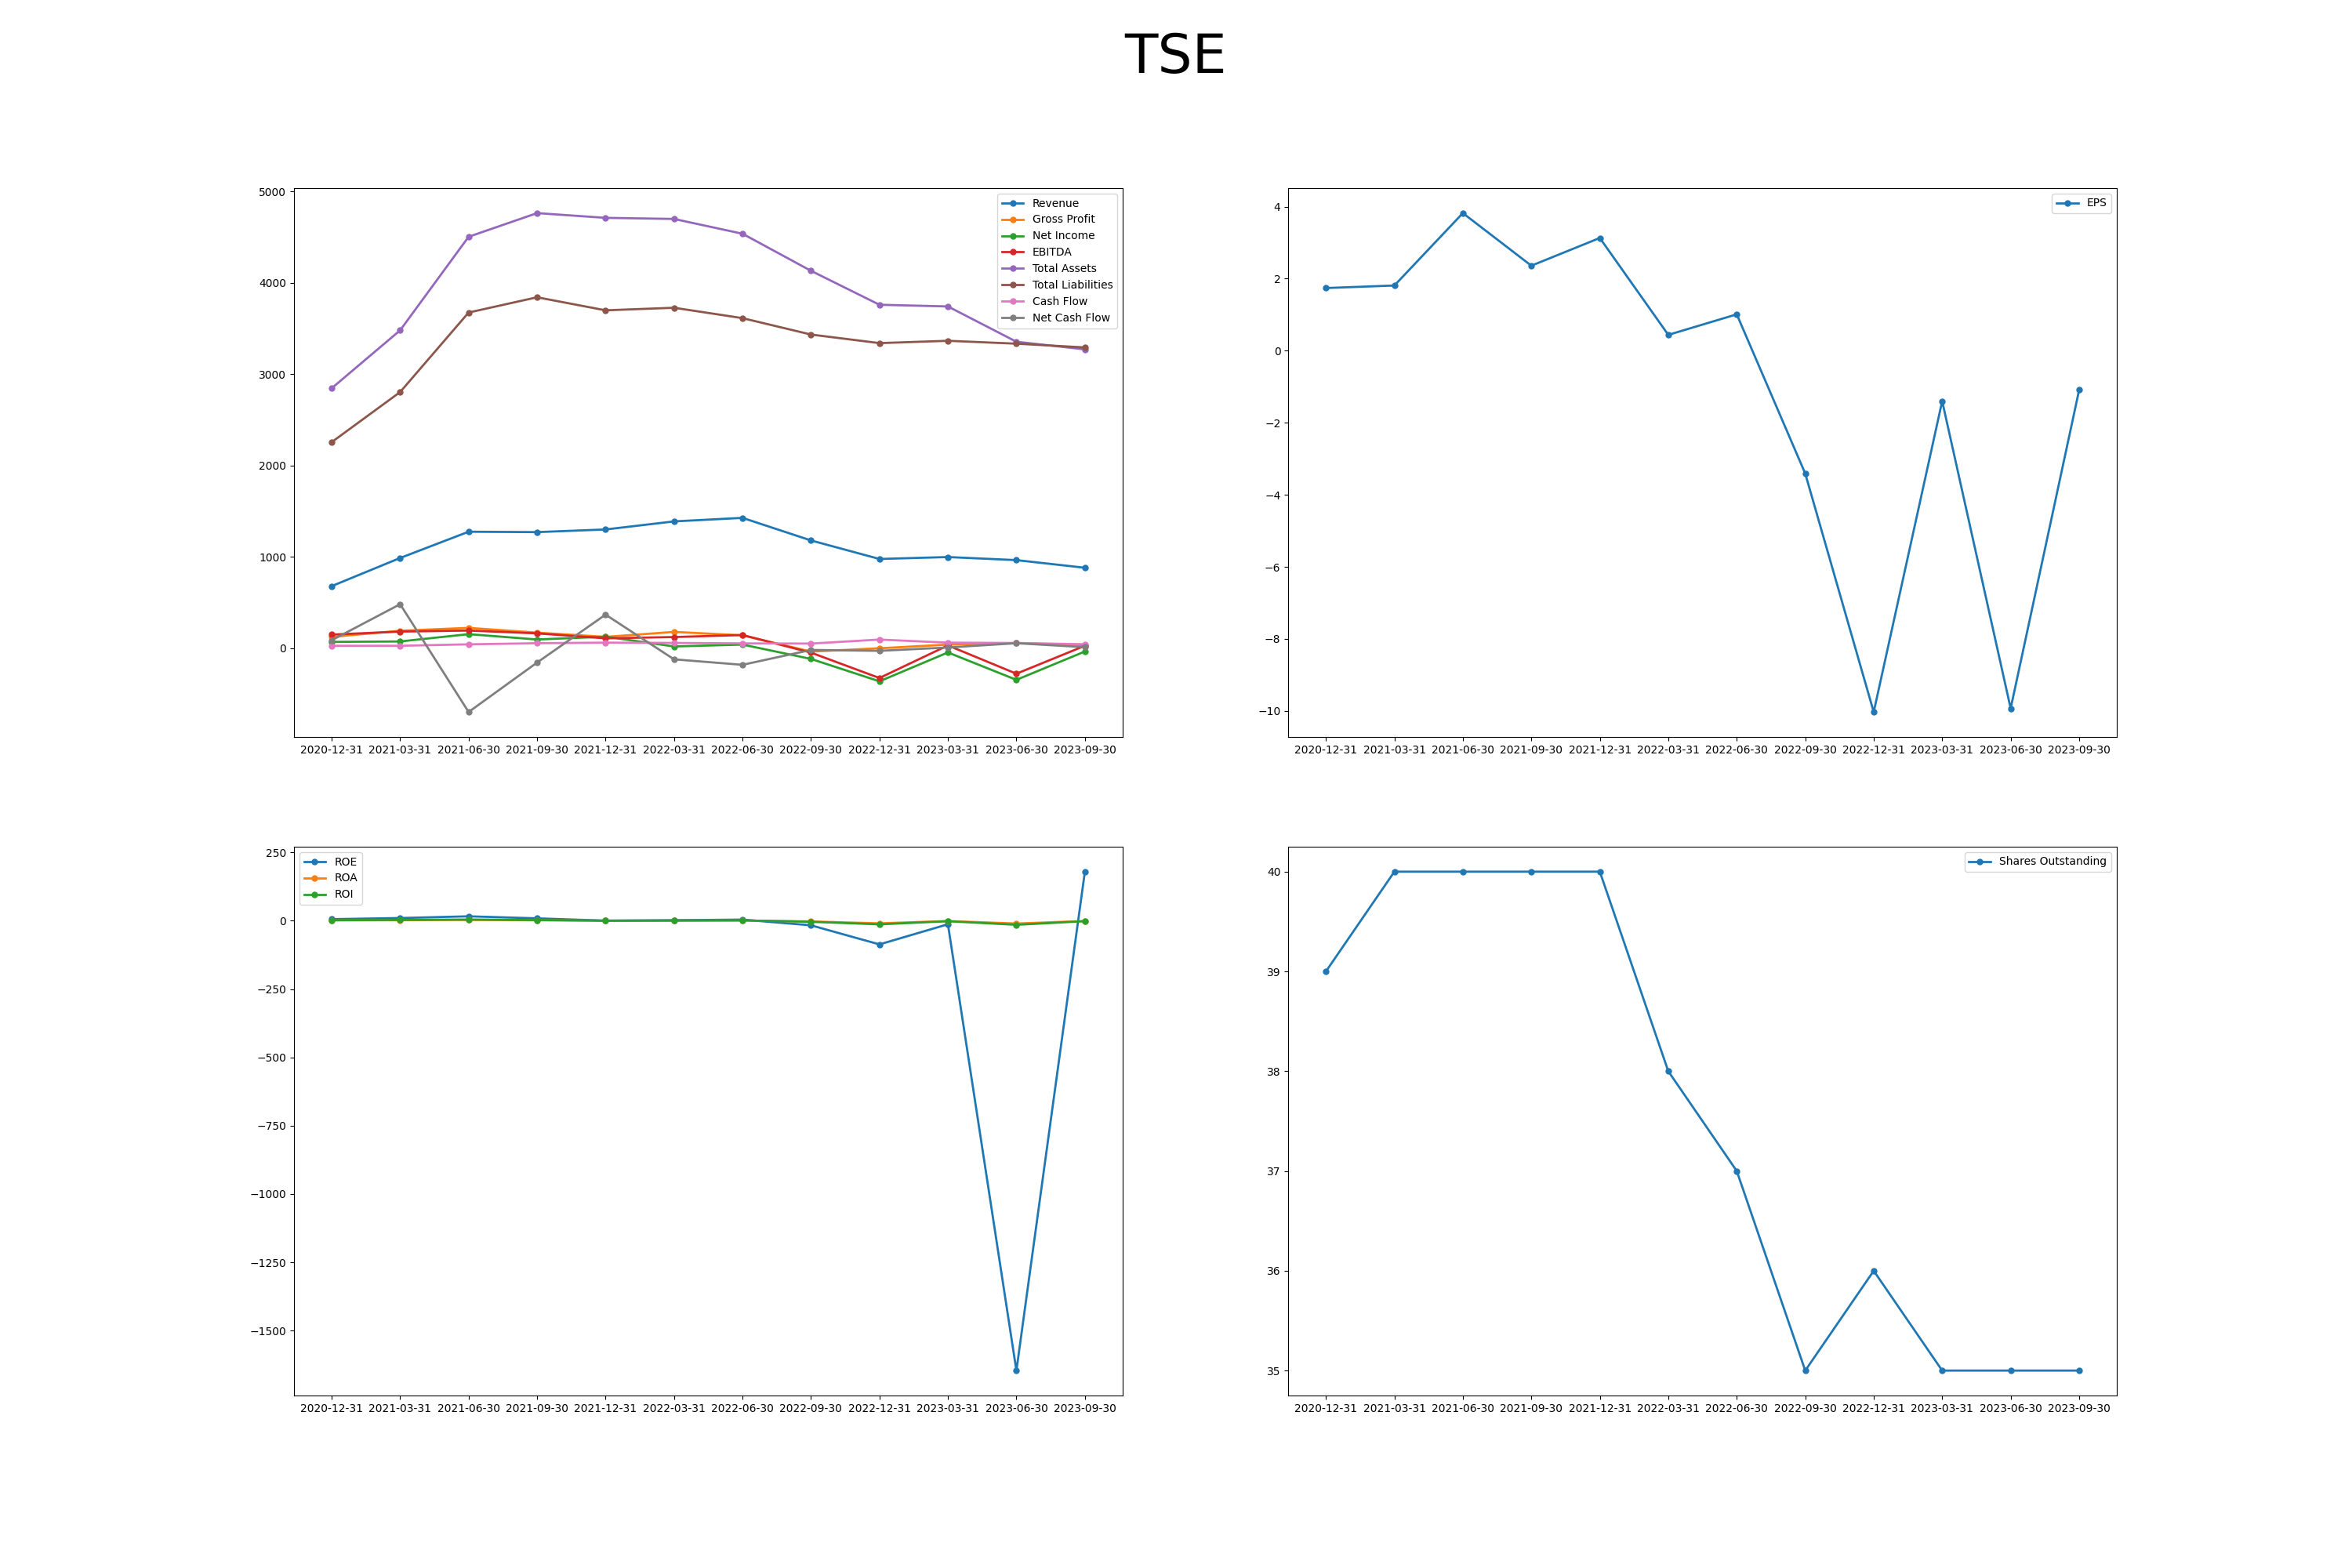 TSE
5000
4000
3000
2000
1000
0
Revenue
Gross Profit
Net Income
EBITDA
Total Assets
Total Liabilities
Cash Flow
Net Cash Flow
2020-12-31 2021-03-31 2021-06-30 2021-09-30 2021-12-31 2022-03-31 2022-06-30 2022-09-30 2022-12-31 2023-03-31 2023-06-30 2023-09-30
4
2
0
−2
−4
−6
−8
−10
EPS
2020-12-31 2021-03-31 2021-06-30 2021-09-30 2021-12-31 2022-03-31 2022-06-30 2022-09-30 2022-12-31 2023-03-31 2023-06-30 2023-09-30
250
0
−250
−500
−750
−1000
−1250
−1500
ROE
ROA
ROI
2020-12-31 2021-03-31 2021-06-30 2021-09-30 2021-12-31 2022-03-31 2022-06-30 2022-09-30 2022-12-31 2023-03-31 2023-06-30 2023-09-30
40
39
38
37
36
35
Shares Outstanding
2020-12-31 2021-03-31 2021-06-30 2021-09-30 2021-12-31 2022-03-31 2022-06-30 2022-09-30 2022-12-31 2023-03-31 2023-06-30 2023-09-30